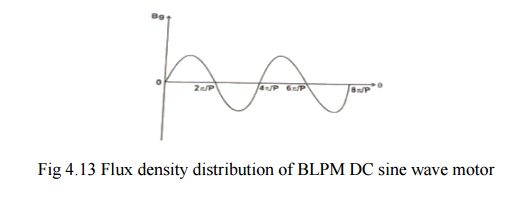 Bg
0
2π/P 4π/P 6π/P 8π/P θ
Fig 4.13 Flux density distribution of BLPM DC sine wave motor